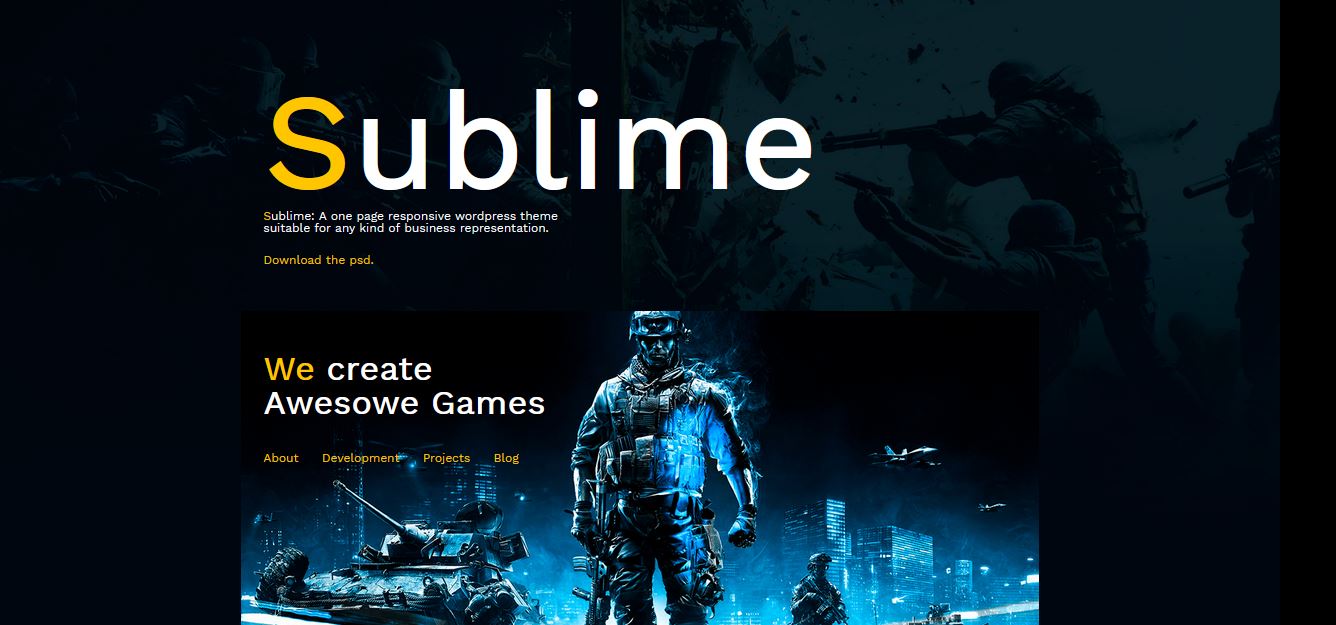 Sublime
Sublime: A one page responsive wordpress theme
suitable for any kind of business representation.
Download the psd.
We create
Awesowe Games
About Development Projects Blog